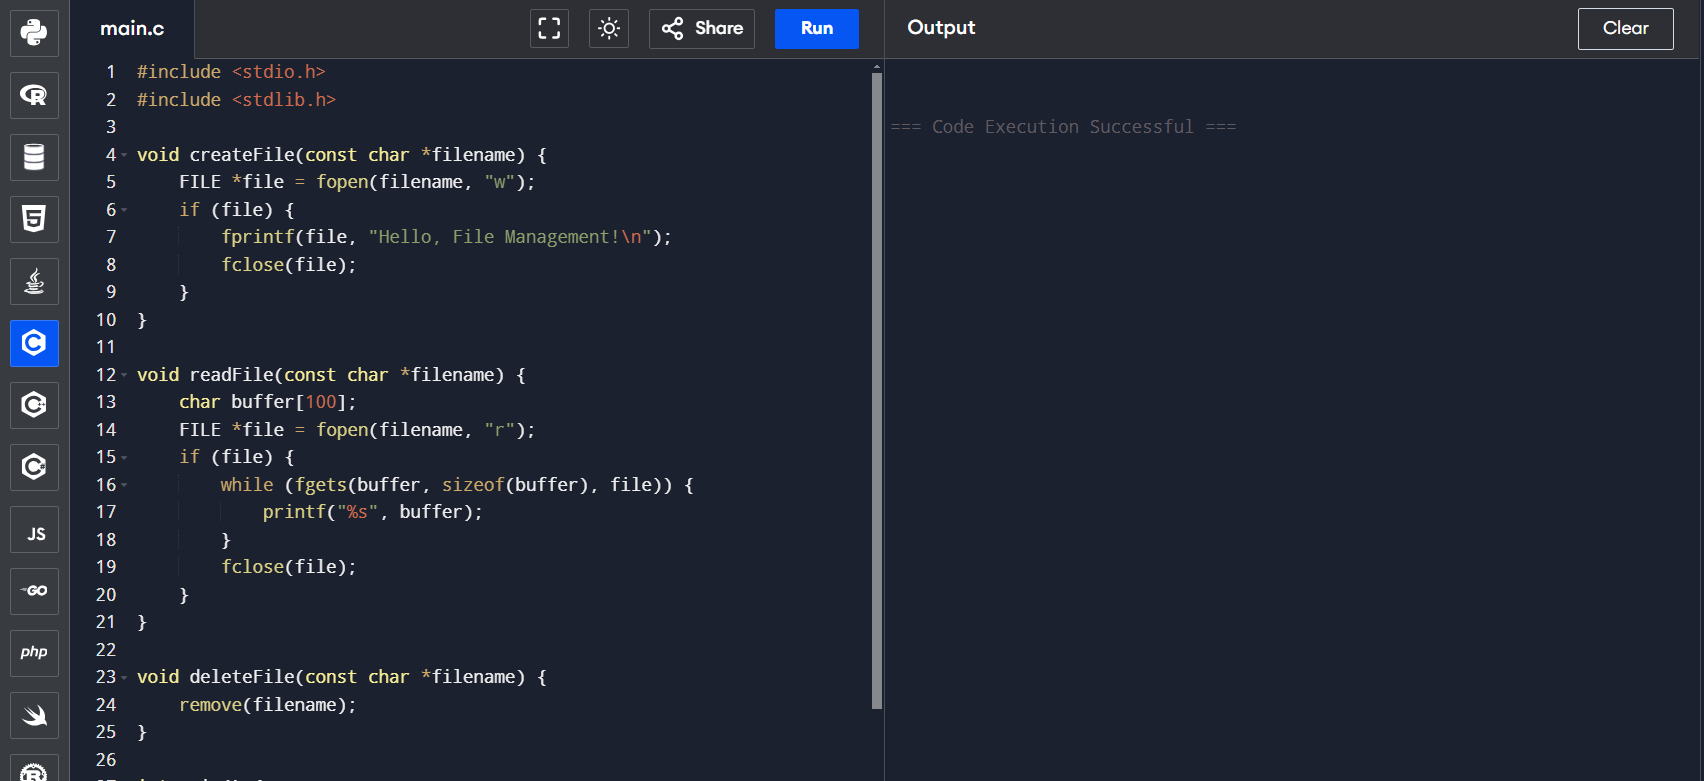 main.c
Share
Run
Output
Clear
1 #include <stdio.h>
2 #include <stdlib.h>
3
4 void createFile(const char *filename) {
5     FILE *file = fopen(filename, "w");
6     if (file) {
7         fprintf(file, "Hello, File Management!\n");
8         fclose(file);
9     }
10 }
11
12 void readFile(const char *filename) {
13     char buffer[100];
14     FILE *file = fopen(filename, "r");
15     if (file) {
16         while (fgets(buffer, sizeof(buffer), file)) {
17             printf("%s", buffer);
18         }
19         fclose(file);
20     }
21 }
22
23 void deleteFile(const char *filename) {
24     remove(filename);
25 }
26
=== Code Execution Successful ===
R
5
C
C
C
JS
GO
php
R